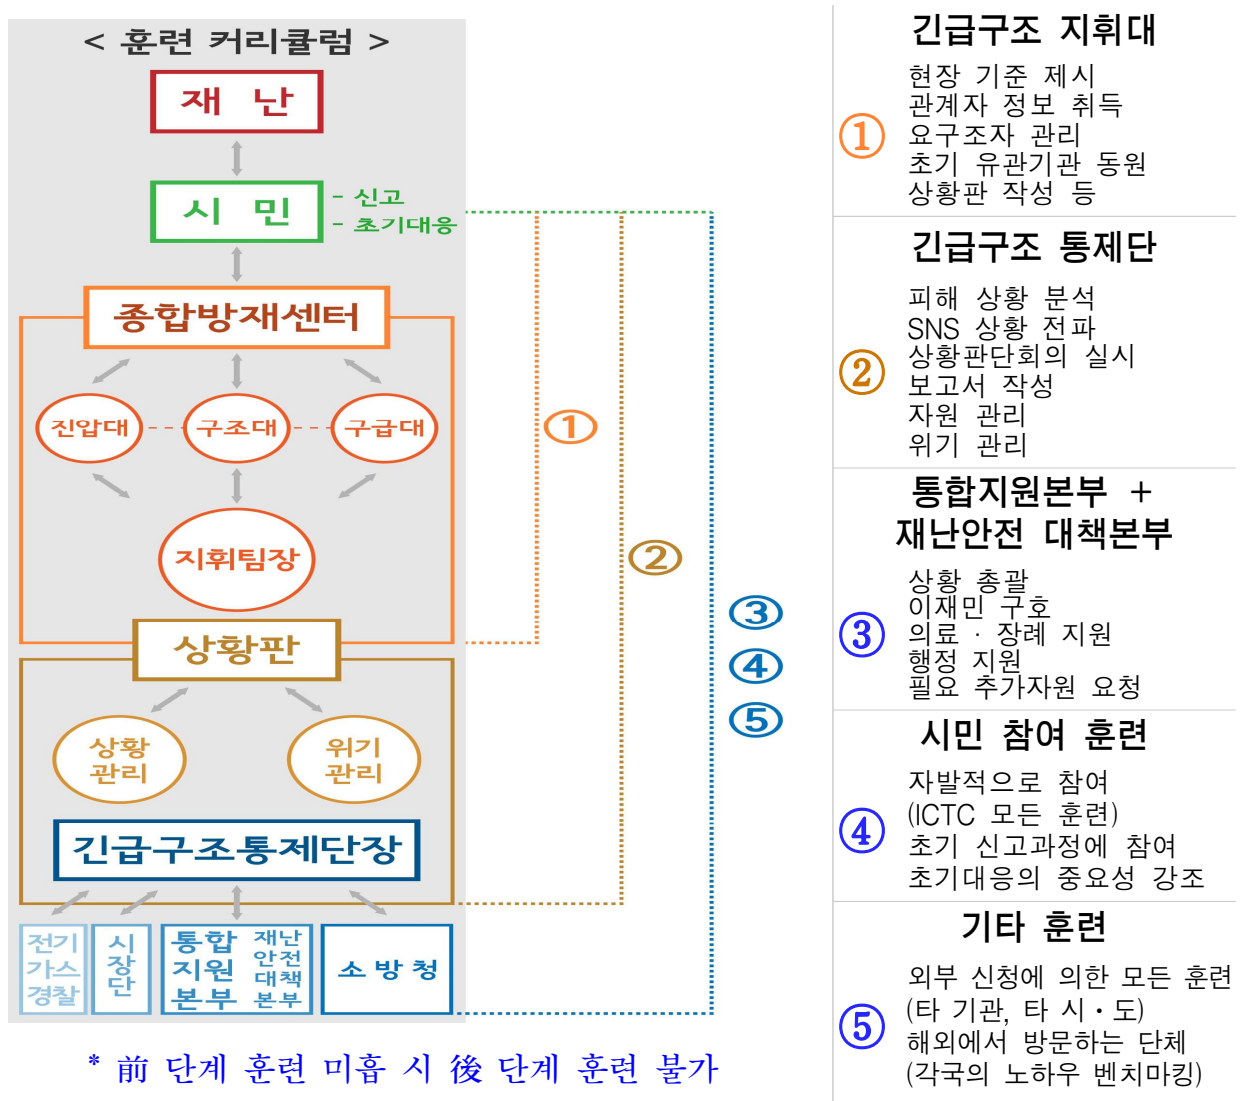 < 훈련 커리큘럼 >
재 난
시 민
- 신고
- 초기대응
종합방재센터
진압대
구조대
구급대
지휘팀장
상황판
상황
관리
위기
관리
긴급구조통제단장
전기
가스
경찰
시
장
단
통합
지원
본부
재난
안전
대책
본부
소 방 청
①
②
③
④
⑤
* 前 단계 훈련 미흡 시 後 단계 훈련 불가
긴급구조 지휘대
①
현장 기준 제시
관계자 정보 취득
요구조자 관리
초기 유관기관 동원
상황판 작성 등
긴급구조 통제단
②
피해 상황 분석
SNS 상황 전파
상황판단회의 실시
보고서 작성
자원 관리
위기 관리
통합지원본부 +
재난안전 대책본부
③
상황 총괄
이재민 구호
의료 · 장례 지원
행정 지원
필요 추가자원 요청
시민 참여 훈련
④
자발적으로 참여
(ICTC 모든 훈련)
초기 신고과정에 참여
초기대응의 중요성 강조
기타 훈련
⑤
외부 신청에 의한 모든 훈련
(타 기관, 타 시・도)
해외에서 방문하는 단체
(각국의 노하우 벤치마킹)